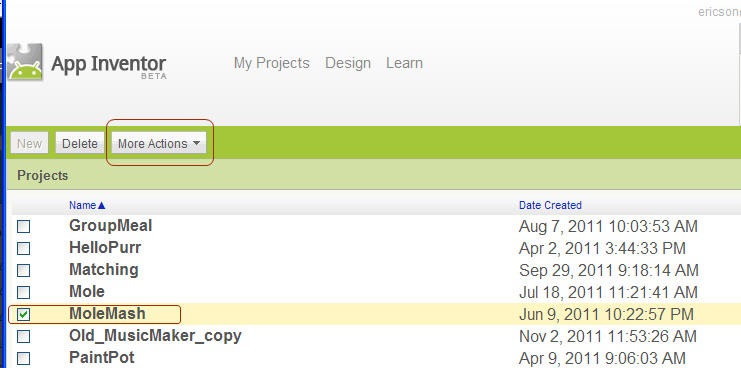 ericson
App Inventor
BETA
My Projects Design Learn
New Delete More Actions
Projects
Name Date Created
GroupMeal Aug 7, 2011 10:03:53 AM
HelloPurr Apr 2, 2011 3:44:33 PM
Matching Sep 29, 2011 9:18:14 AM
Mole Jul 18, 2011 11:21:41 AM
MoleMash Jun 9, 2011 10:22:57 PM
Old_MusicMaker_copy Nov 2, 2011 11:53:26 AM
PaintPot Apr 9, 2011 9:06:03 AM